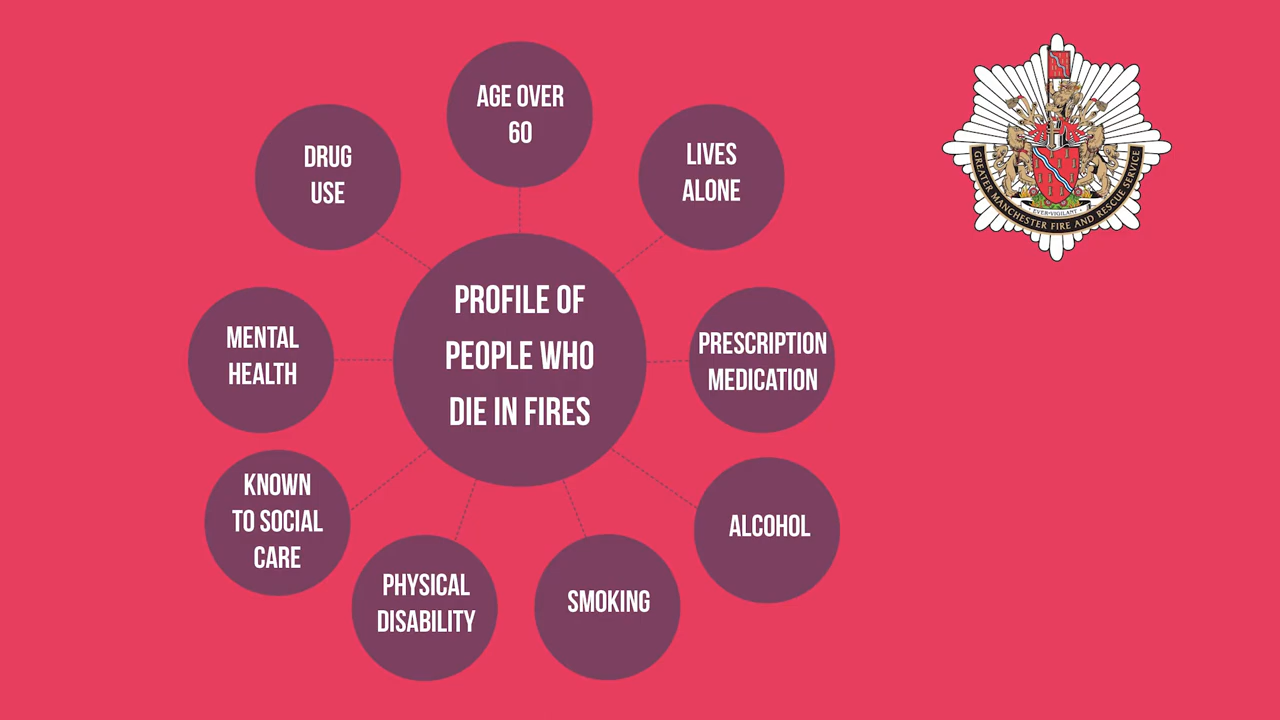 PROFILE OF
PEOPLE WHO
DIE IN FIRES
AGE OVER
60
LIVES
ALONE
PRESCRIPTION
MEDICATION
ALCOHOL
SMOKING
PHYSICAL
DISABILITY
KNOWN
TO SOCIAL
CARE
MENTAL
HEALTH
DRUG
USE
EVER VIGILANT
GREATER MANCHESTER FIRE AND RESCUE SERVICE